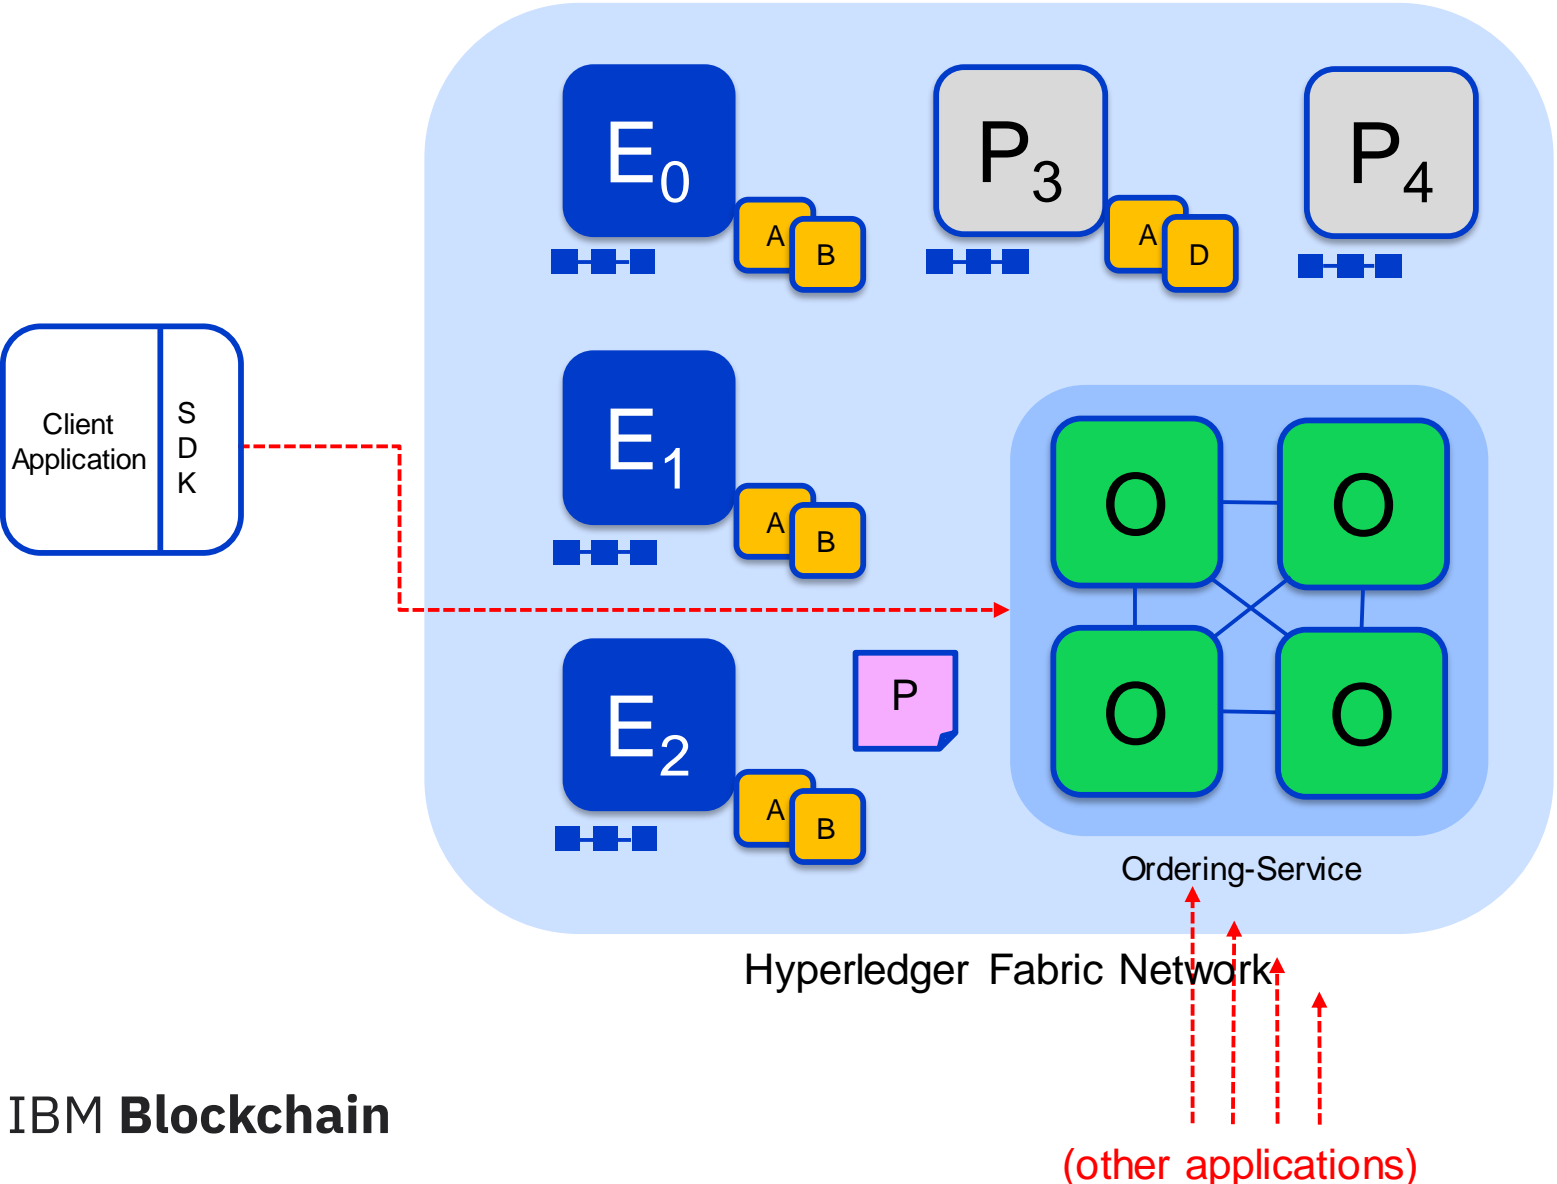 E0
P3
P4
A
B
A
D
Client
Application
S
D
K
E1
A
B
O
O
E2
P
O
O
A
B
Ordering-Service
Hyperledger Fabric Network
IBM Blockchain
(other applications)